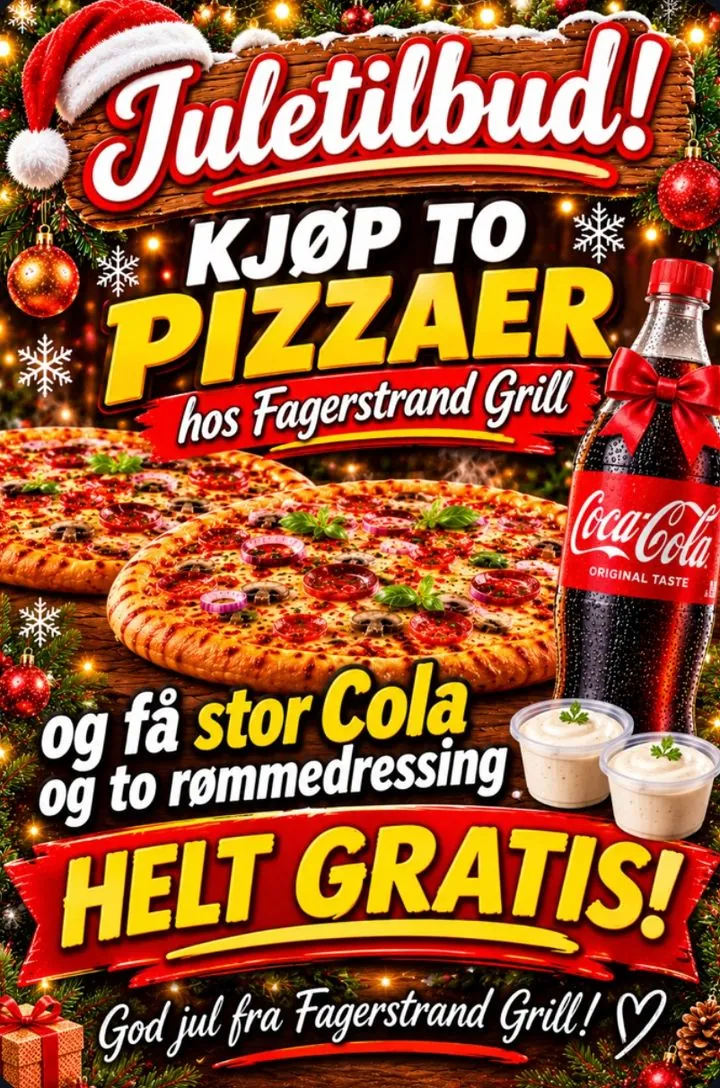 Juletilbud!
KJØP TO
PIZZAER
hos Fagerstrand Grill
Coca-Cola
ORIGINAL TASTE
og få stor Cola
og to rømmedressing
HELT GRATIS!
God jul fra Fagerstrand Grill!